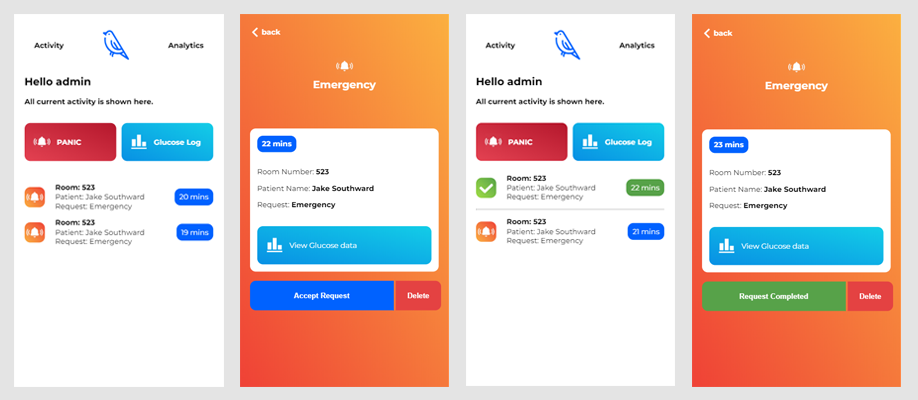 Activity
Analytics
Hello admin
All current activity is shown here.
PANIC
Glucose Log
Room: 523
Patient: Jake Southward
Request: Emergency
20 mins
Room: 523
Patient: Jake Southward
Request: Emergency
19 mins
back
Emergency
22 mins
Room Number: 523
Patient Name: Jake Southward
Request: Emergency
View Glucose data
Accept Request
Delete
Activity
Analytics
Hello admin
All current activity is shown here.
PANIC
Glucose Log
Room: 523
Patient: Jake Southward
Request: Emergency
22 mins
Room: 523
Patient: Jake Southward
Request: Emergency
21 mins
back
Emergency
23 mins
Room Number: 523
Patient Name: Jake Southward
Request: Emergency
View Glucose data
Request Completed
Delete